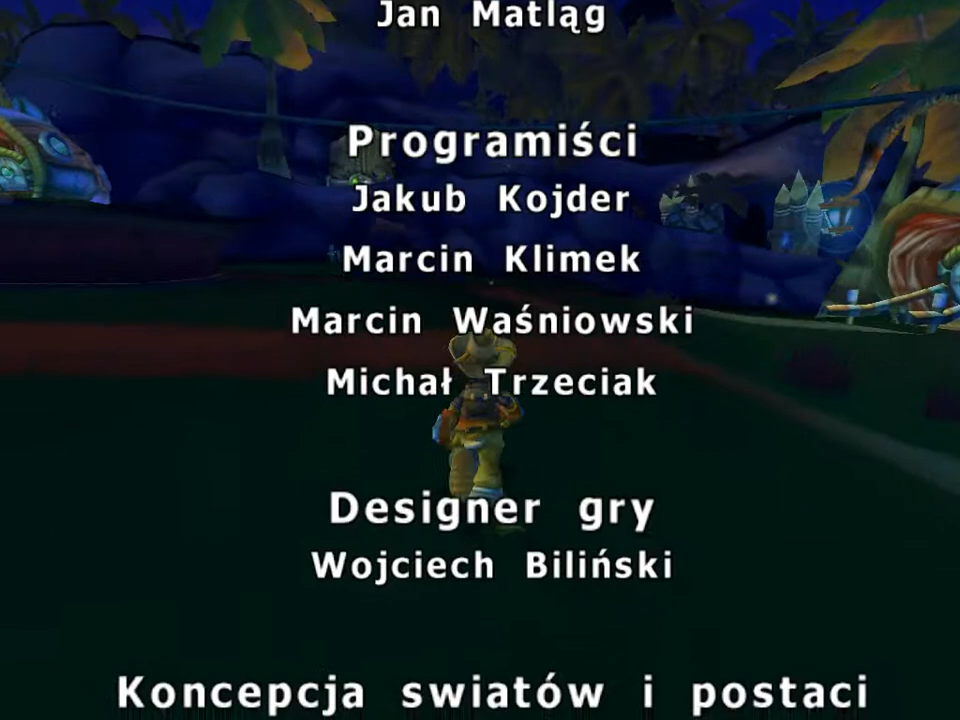 Jan Matląg
Programiści
Jakub Kojder
Marcin Klimek
Marcin Waśniowski
Michał Trzeciak
Designer gry
Wojciech Biliński
Koncepcja swiatów i postaci